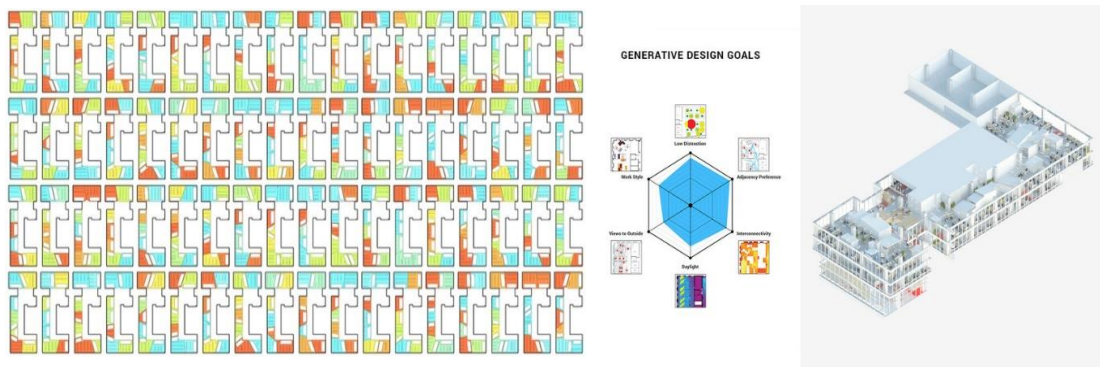 GENERATIVE DESIGN GOALS
Low Distraction
Work Style
Adjacency Preference
Views to Outside
Interconnectivity
Daylight